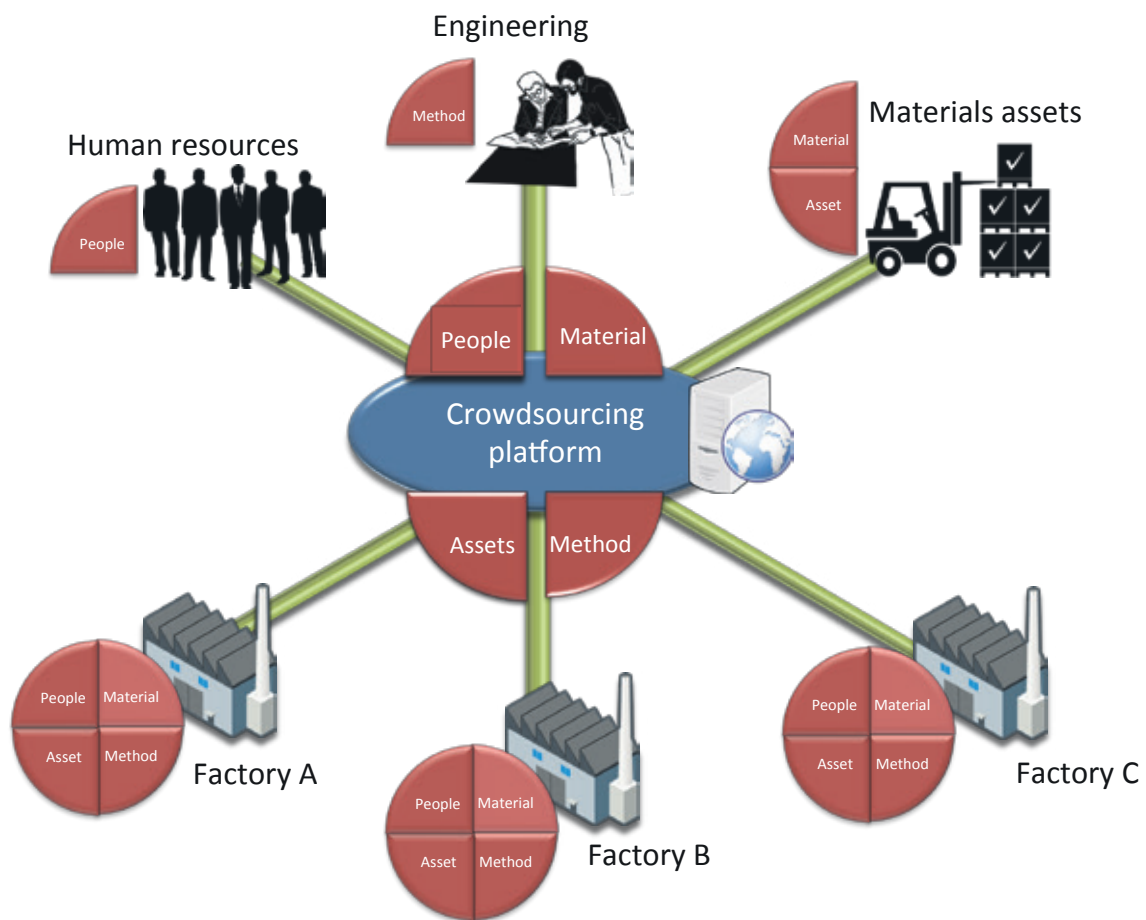 Engineering
Method
Human resources
People
Materials assets
Material
Asset
People
Material
Crowdsourcing
platform
Assets
Method
People
Material
Asset
Method
Factory A
People
Material
Asset
Method
Factory B
People
Material
Asset
Method
Factory C